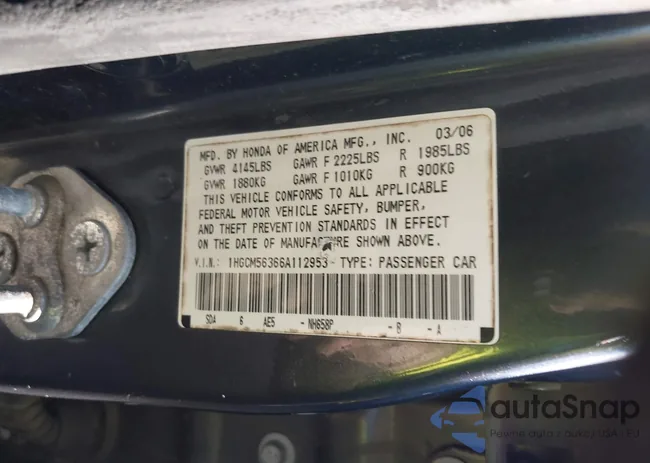 MFD. BY HONDA OF AMERICA MFG., INC. 03/06
GVWR 4145LBS GAWR F 2225LBS R 1985LBS
GVWR 1880KG GAWR F 1010KG R 900KG
THIS VEHICLE CONFORMS TO ALL APPLICABLE
FEDERAL MOTOR VEHICLE SAFETY, BUMPER,
AND THEFT PREVENTION STANDARDS IN EFFECT
ON THE DATE OF MANUFACTURE SHOWN ABOVE.
V.I.N.: 1HGCM56366A112953 - TYPE: PASSENGER CAR
SDA 6 AE5 -NH658P -B -A
autaSnap